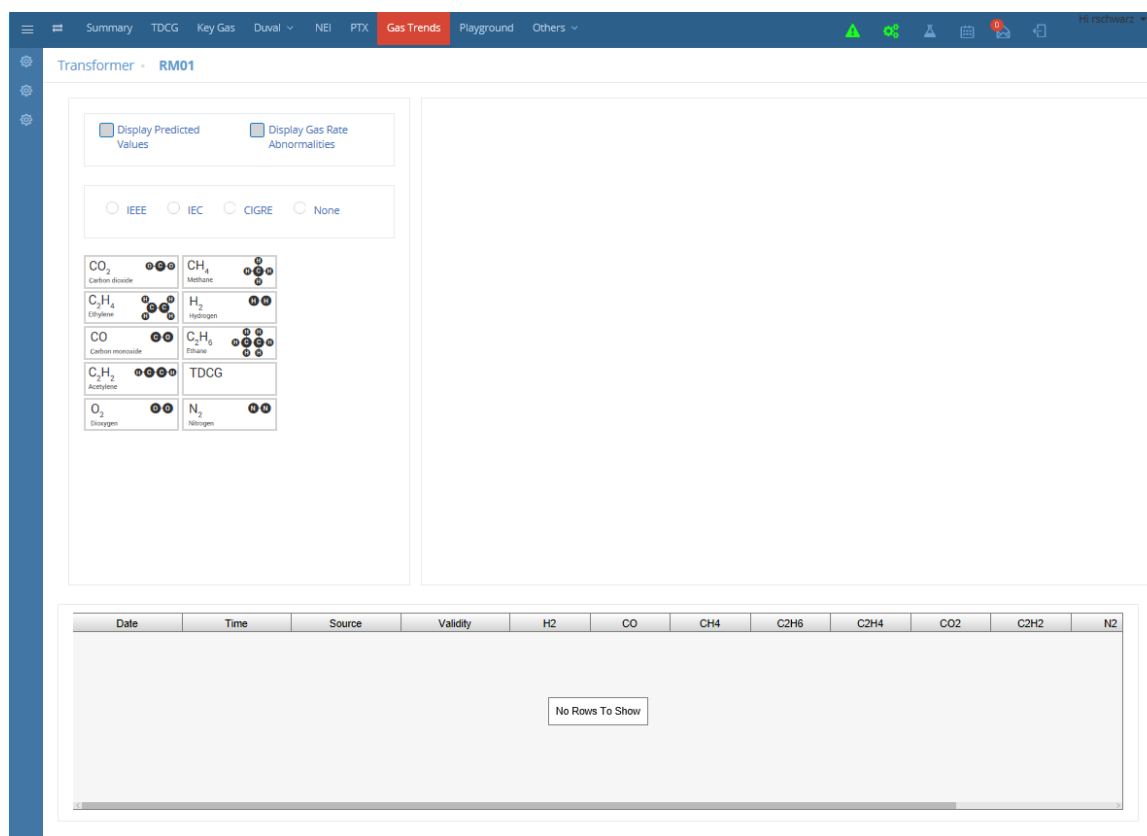 Summary TDCG Key Gas Duval NEI PTX Gas Trends Playground Others 0 Hi rschwarz
Transformer RM01
Display Predicted Values
Display Gas Rate Abnormalities
IEEE IEC CIGRE None
CO2 O C O
Carbon dioxide
CH4 H H C H H
Methane
C2H4 H H C C H H
Ethylene
H2 H H
Hydrogen
CO C O
Carbon monoxide
C2H6 H H H C C H H H
Ethane
C2H2 H C C H
Acetylene
TDCG
O2 O O
Dioxygen
N2 N N
Nitrogen
Date Time Source Validity H2 CO CH4 C2H6 C2H4 CO2 C2H2 N2
No Rows To Show